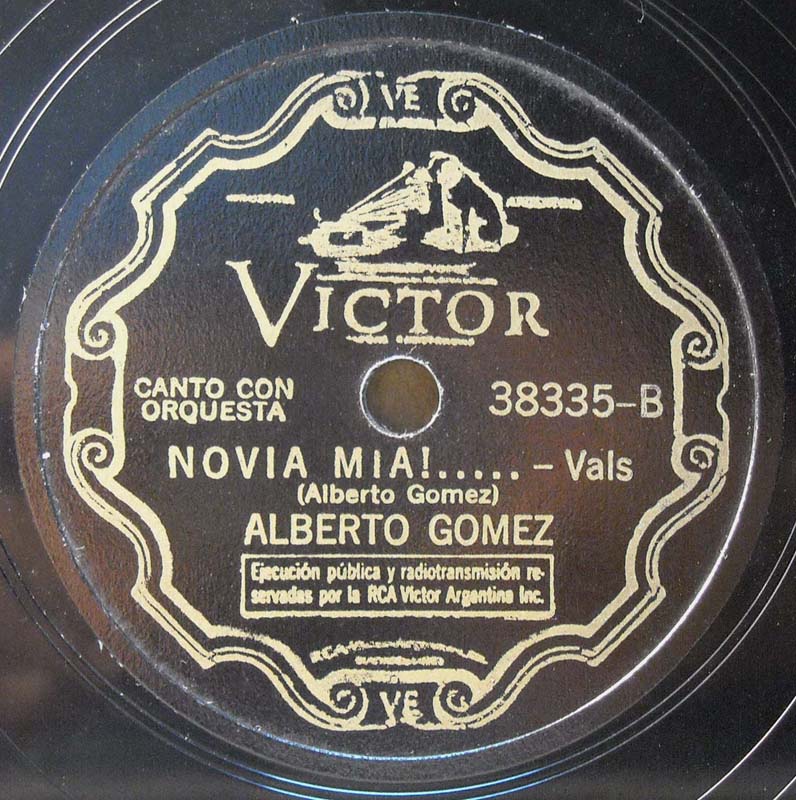 VE
VICTOR
CANTO CON
ORQUESTA
38335-B
NOVIA MIA!..... - Vals
(Alberto Gomez)
ALBERTO GOMEZ
Ejecución pública y radiotransmisión re-
servadas por la RCA Victor Argentina Inc.
VE